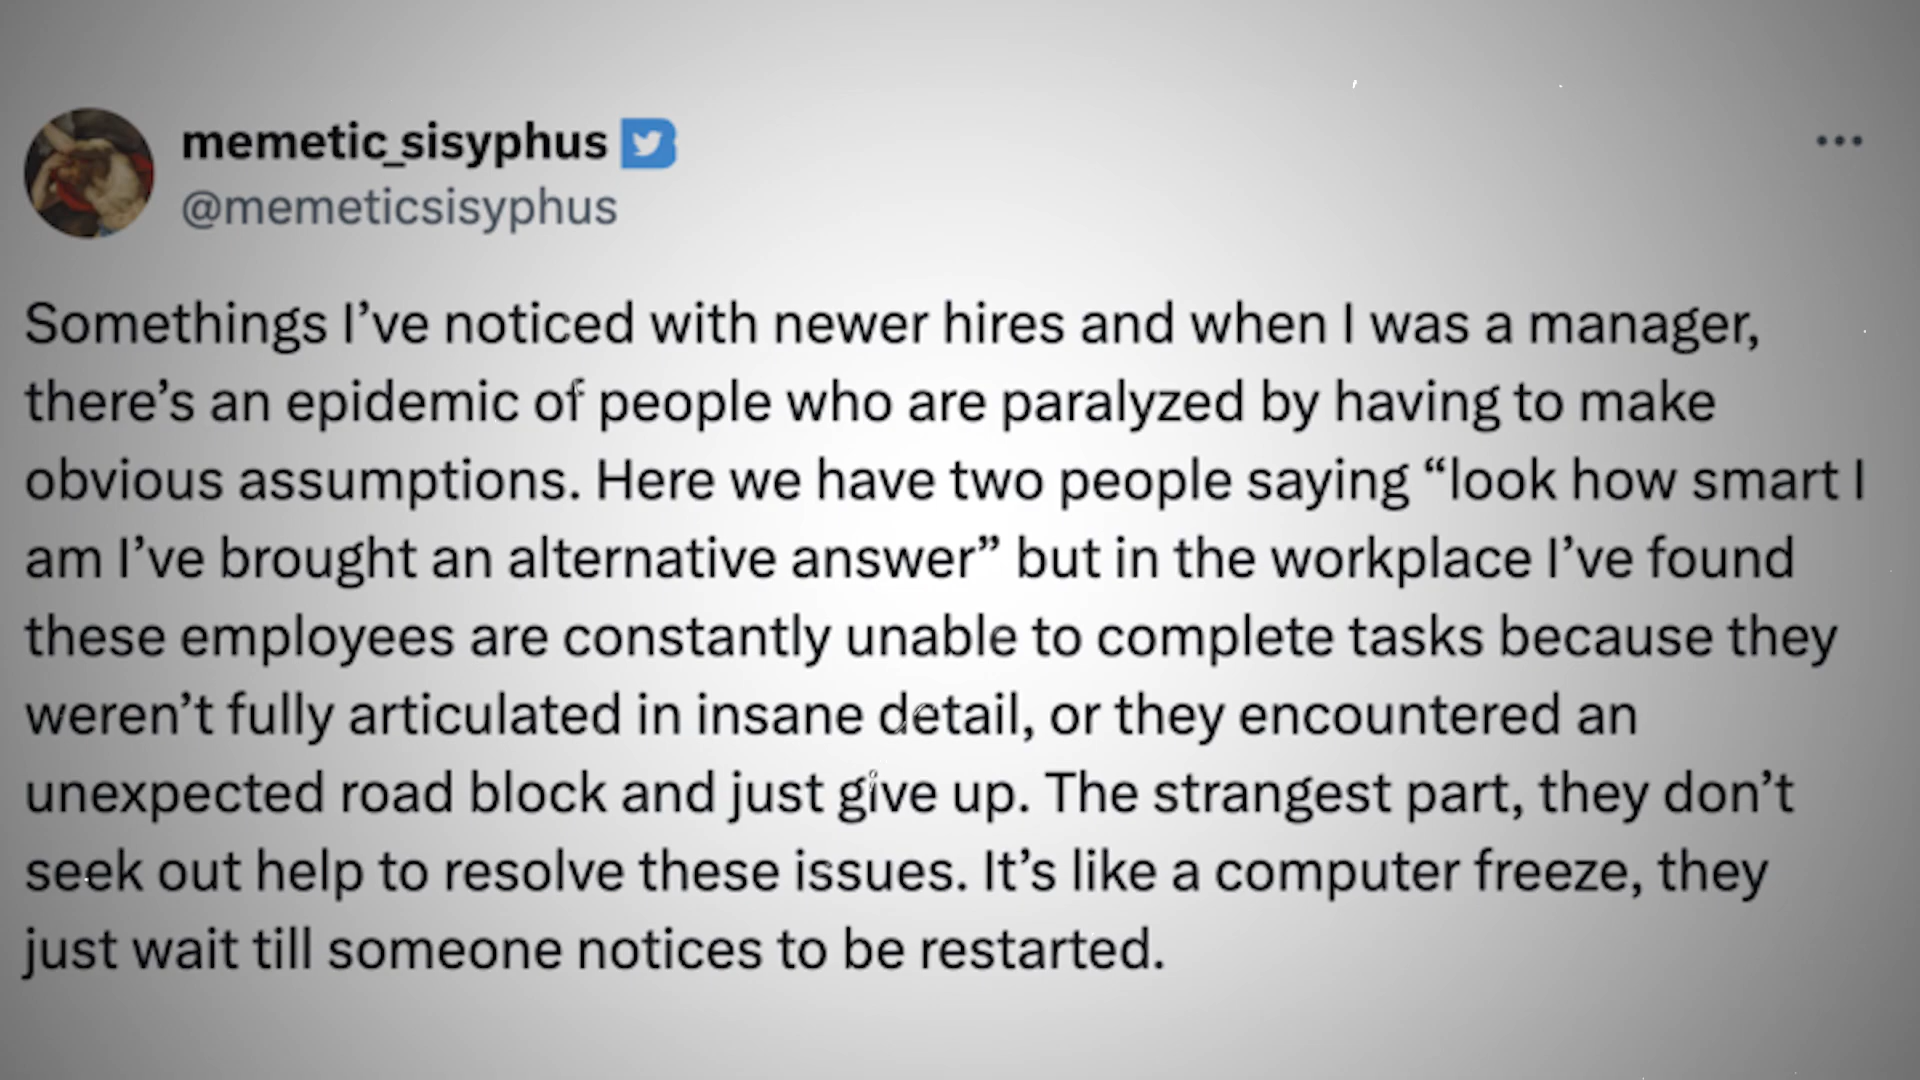 memetic_sisyphus
@memeticsisyphus
Somethings I’ve noticed with newer hires and when I was a manager,
there’s an epidemic of people who are paralyzed by having to make
obvious assumptions. Here we have two people saying “look how smart I
am I’ve brought an alternative answer” but in the workplace I’ve found
these employees are constantly unable to complete tasks because they
weren’t fully articulated in insane detail, or they encountered an
unexpected road block and just give up. The strangest part, they don’t
seek out help to resolve these issues. It’s like a computer freeze, they
just wait till someone notices to be restarted.